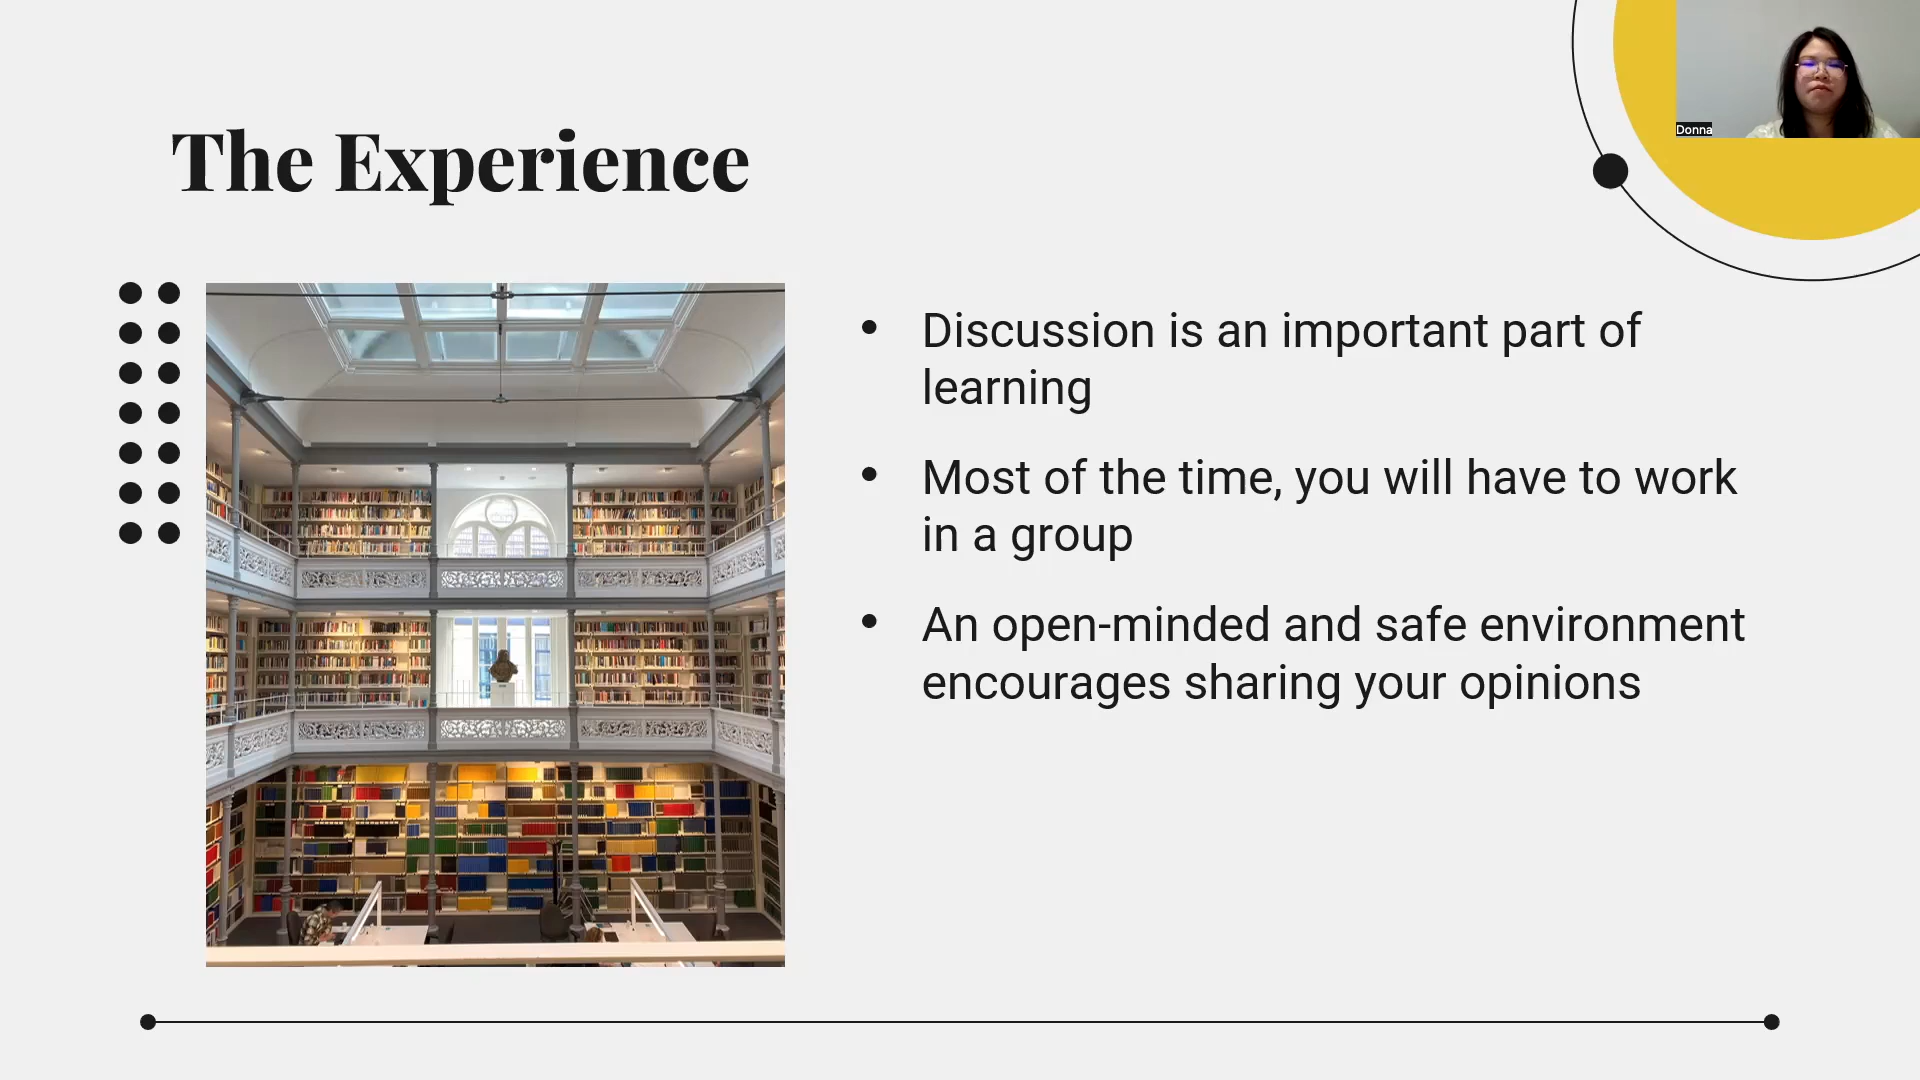 Donna
The Experience
• Discussion is an important part of
learning
• Most of the time, you will have to work
in a group
• An open-minded and safe environment
encourages sharing your opinions